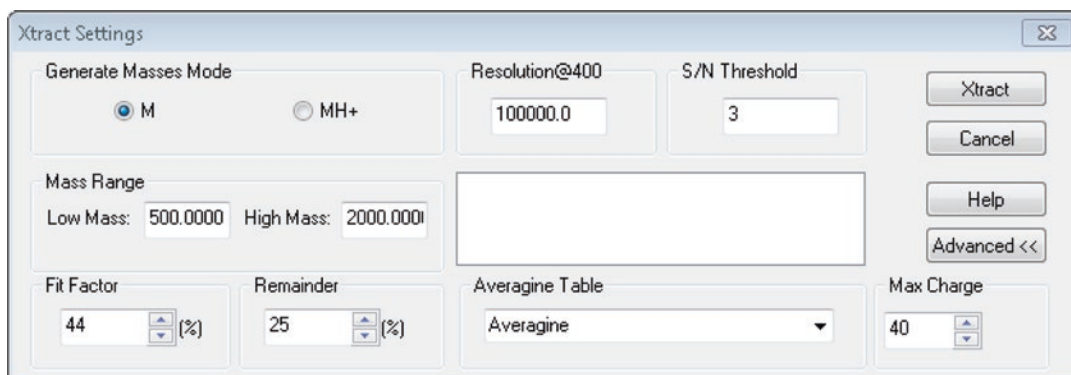 Xtract Settings
Generate Masses Mode
M
MH+
Resolution@400
100000.0
S/N Threshold
3
Xtract
Cancel
Mass Range
Low Mass: 500.0000 High Mass: 2000.000
Help
Advanced <<
Fit Factor
44 (%)
Remainder
25 (%)
Averagine Table
Averagine
Max Charge
40